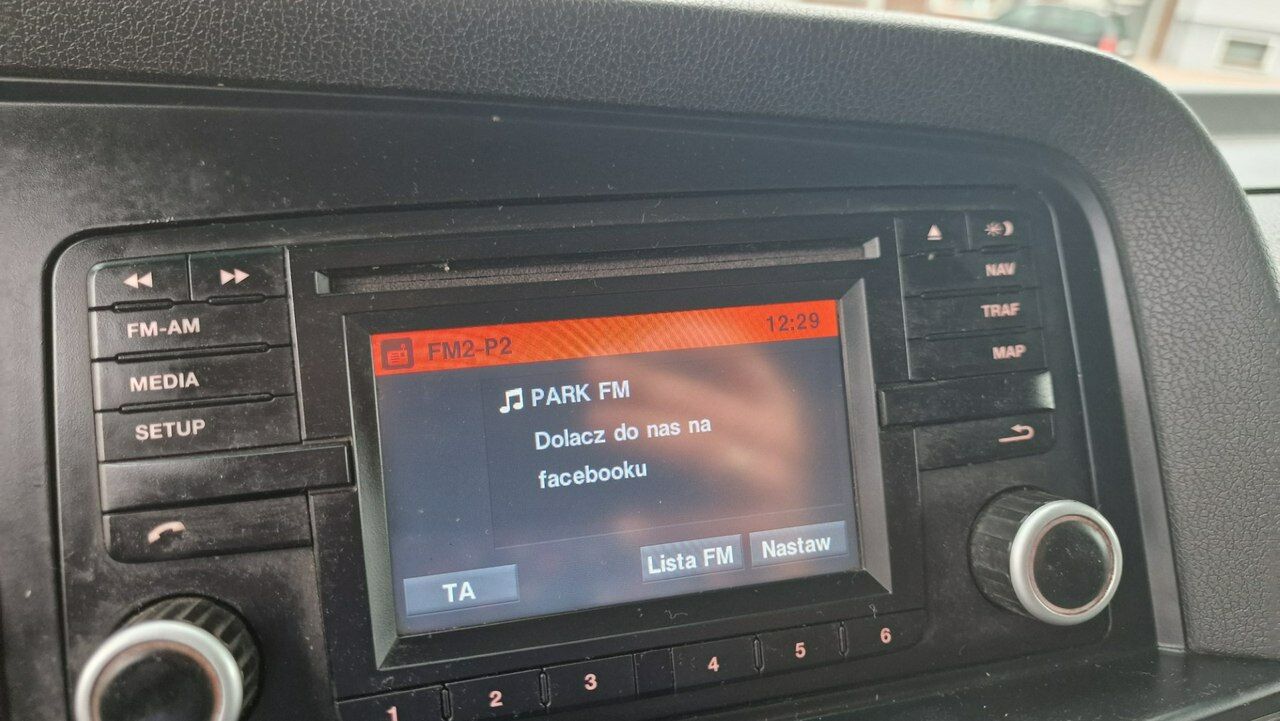 FM-AM
MEDIA
SETUP
FM2-P2 12:29
PARK FM
Dolacz do nas na
facebooku
Lista FM Nastaw
TA
NAV
TRAF
MAP
1 2 3 4 5 6